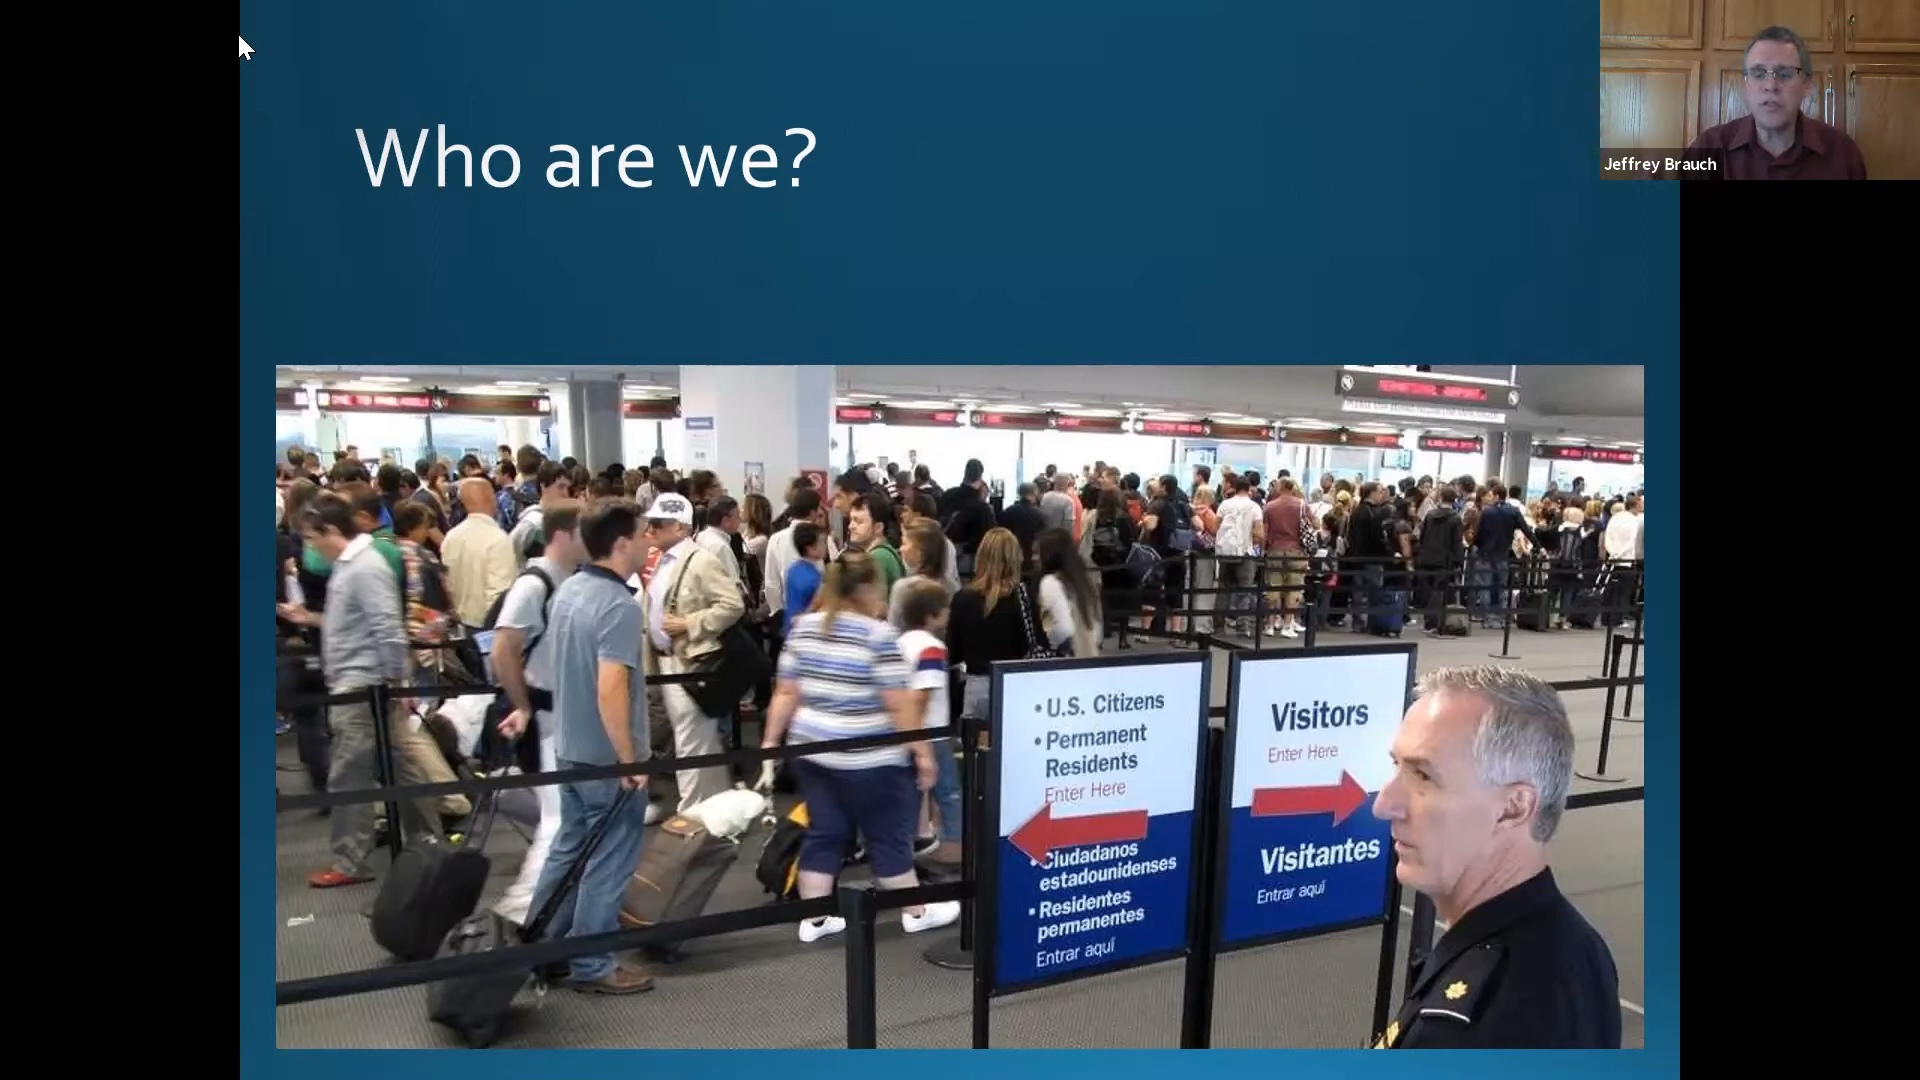 Who are we?
Jeffrey Brauch
• U.S. Citizens
• Permanent
Residents
Enter Here
• Ciudadanos
estadounidenses
• Residentes
permanentes
Entrar aquí
Visitors
Enter Here
Visitantes
Entrar aquí